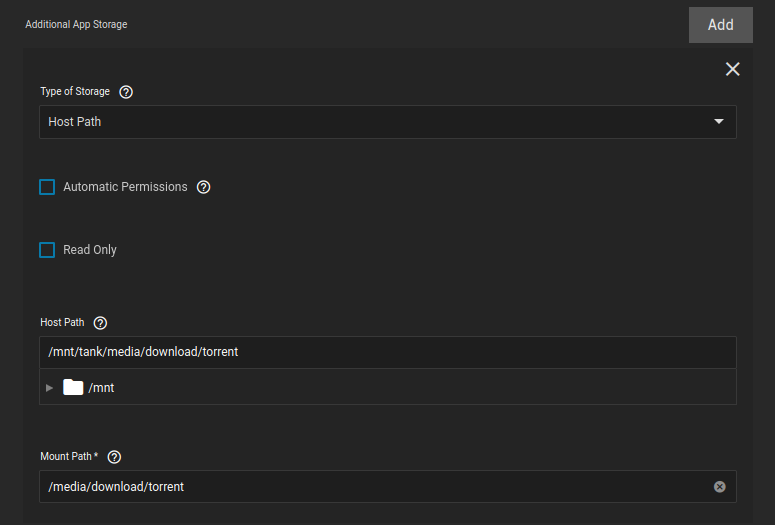 Additional App Storage
Add
Type of Storage
Host Path
Automatic Permissions
Read Only
Host Path
/mnt/tank/media/download/torrent
/mnt
Mount Path*
/media/download/torrent